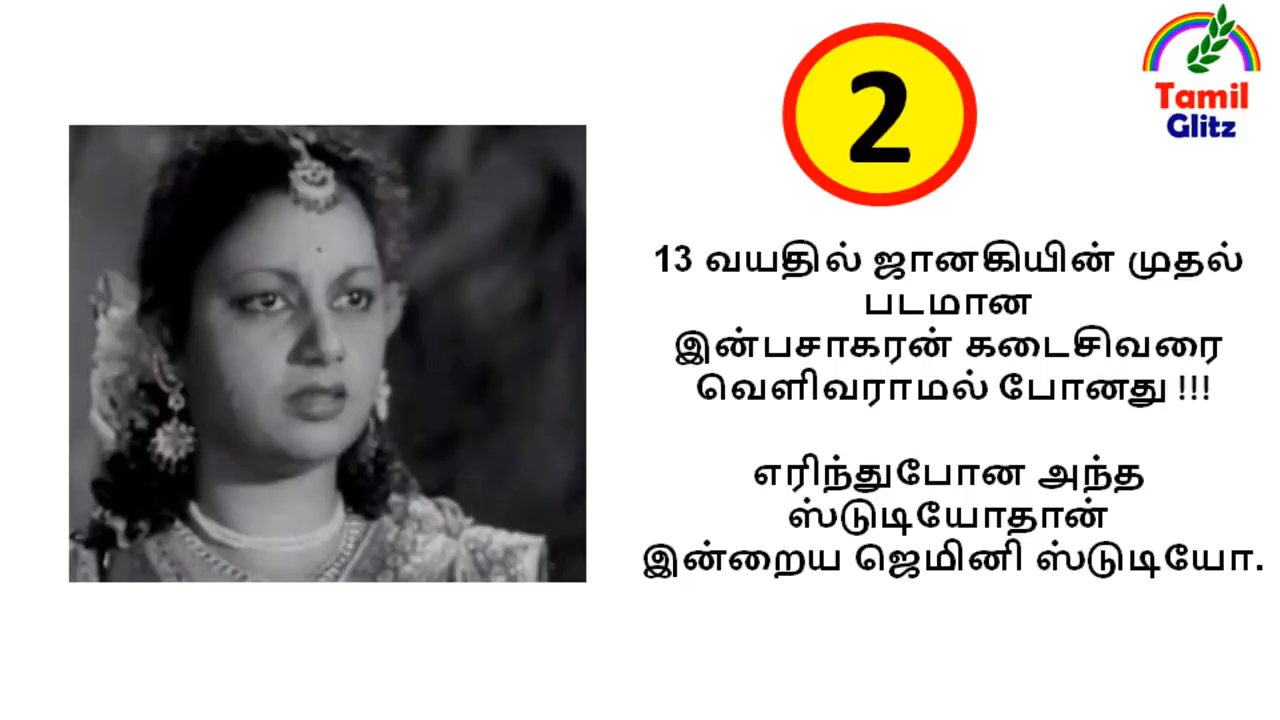 2
Tamil
Glitz
13 வயதில் ஜானகியின் முதல்
படமான
இன்பசாகரன் கடைசிவரை
வெளிவராமல் போனது !!!
எரிந்துபோன அந்த
ஸ்டுடியோதான்
இன்றைய ஜெமினி ஸ்டுடியோ.